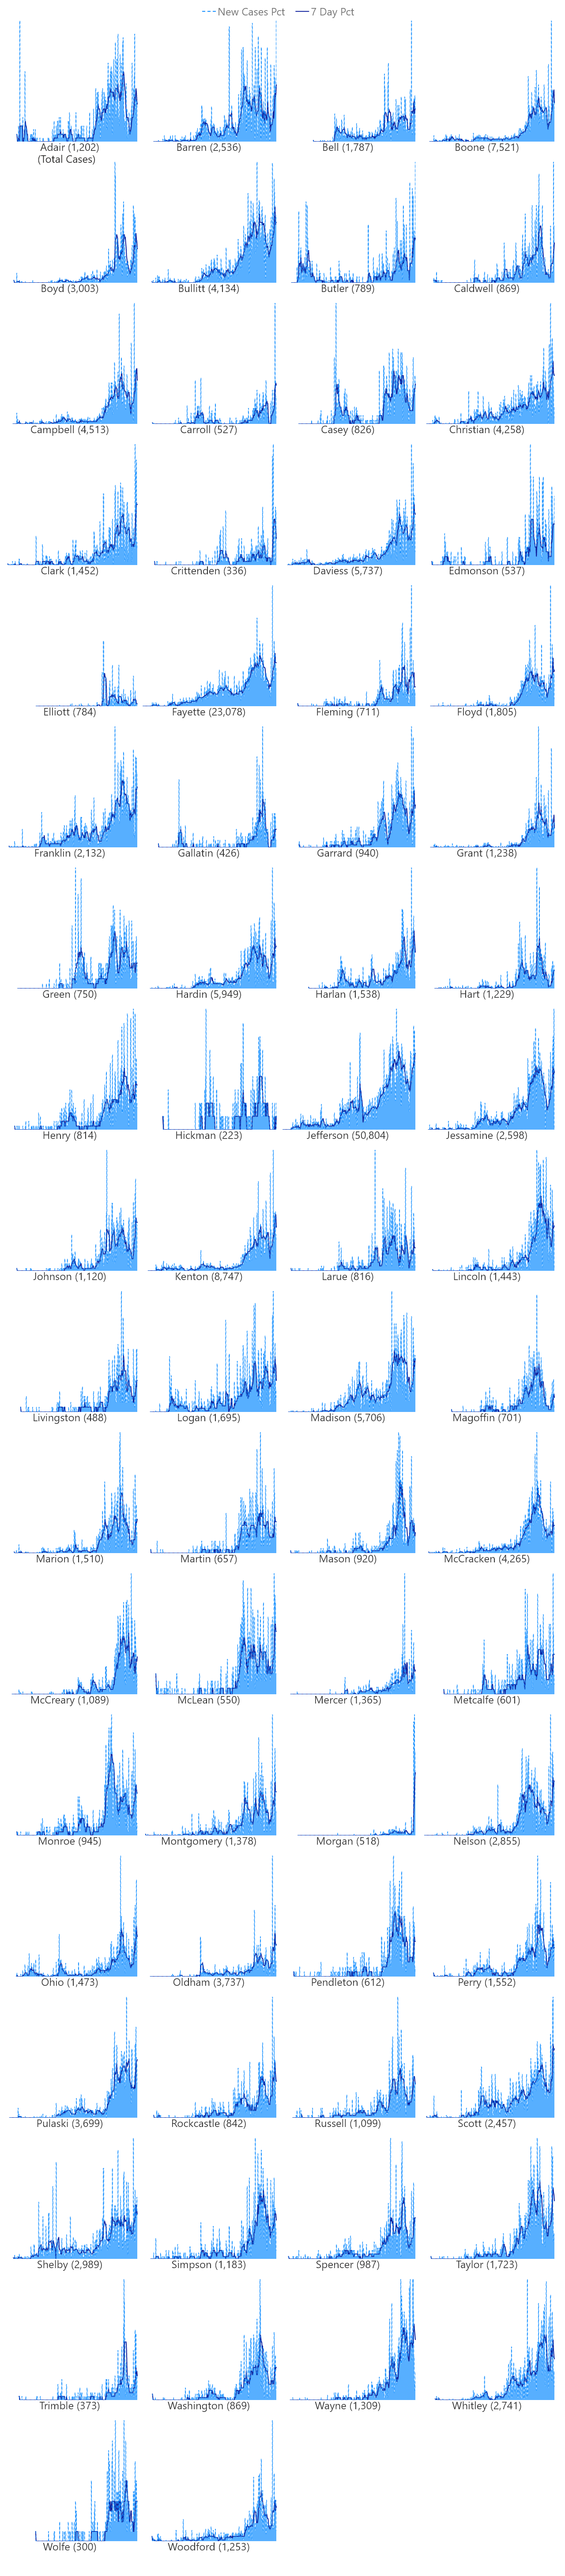 New Cases Pct 7 Day Pct
Adair (1,202) Barren (2,536) Bell (1,787) Boone (7,521)
(Total Cases)
Boyd (3,003) Bullitt (4,134) Butler (789) Caldwell (869)
Campbell (4,513) Carroll (527) Casey (826) Christian (4,258)
Clark (1,452) Crittenden (336) Daviess (5,737) Edmonson (537)
Elliott (784) Fayette (23,078) Fleming (711) Floyd (1,805)
Franklin (2,132) Gallatin (426) Garrard (940) Grant (1,238)
Green (750) Hardin (5,949) Harlan (1,538) Hart (1,229)
Henry (814) Hickman (223) Jefferson (50,804) Jessamine (2,598)
Johnson (1,120) Kenton (8,747) Larue (816) Lincoln (1,443)
Livingston (488) Logan (1,695) Madison (5,706) Magoffin (701)
Marion (1,510) Martin (657) Mason (920) McCracken (4,265)
McCreary (1,089) McLean (550) Mercer (1,365) Metcalfe (601)
Monroe (945) Montgomery (1,378) Morgan (518) Nelson (2,855)
Ohio (1,473) Oldham (3,737) Pendleton (612) Perry (1,552)
Pulaski (3,699) Rockcastle (842) Russell (1,099) Scott (2,457)
Shelby (2,989) Simpson (1,183) Spencer (987) Taylor (1,723)
Trimble (373) Washington (869) Wayne (1,309) Whitley (2,741)
Wolfe (300) Woodford (1,253)